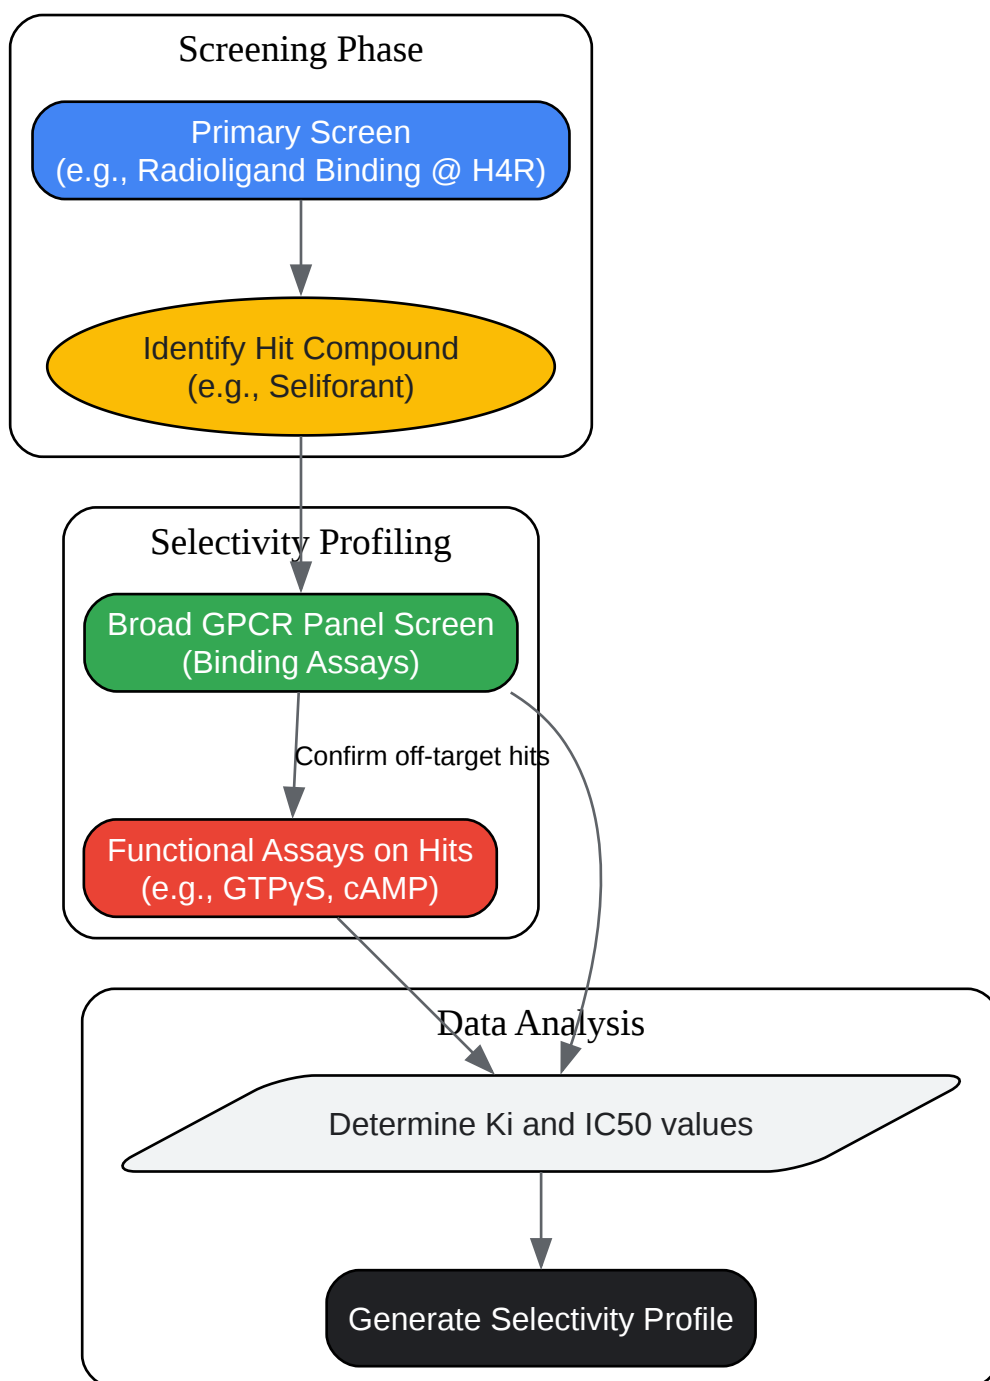 Screening Phase
Primary Screen
(e.g., Radioligand Binding @ H4R)
Identify Hit Compound
(e.g., Seliforant)
Selectivity Profiling
Broad GPCR Panel Screen
(Binding Assays)
Confirm off-target hits
Functional Assays on Hits
(e.g., GTPγS, cAMP)
Data Analysis
Determine Ki and IC50 values
Generate Selectivity Profile